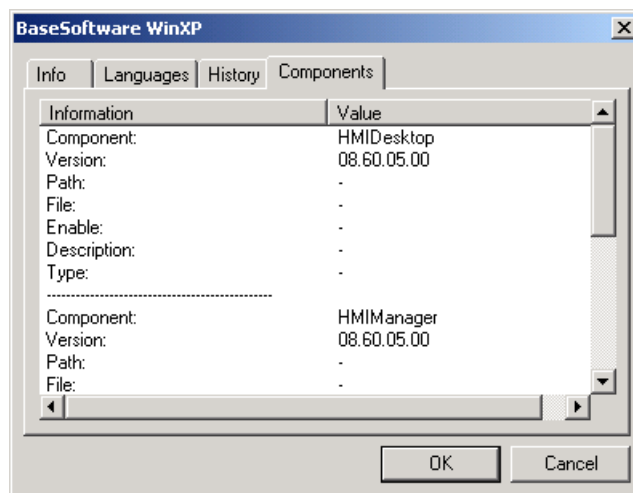 BaseSoftware WinXP
Info Languages History Components
Information Value
Component: HMIDesktop
Version: 08.60.05.00
Path: -
File: -
Enable: -
Description: -
Type: -
--------------------------------------------
Component: HMIManager
Version: 08.60.05.00
Path: -
File: -
OK Cancel